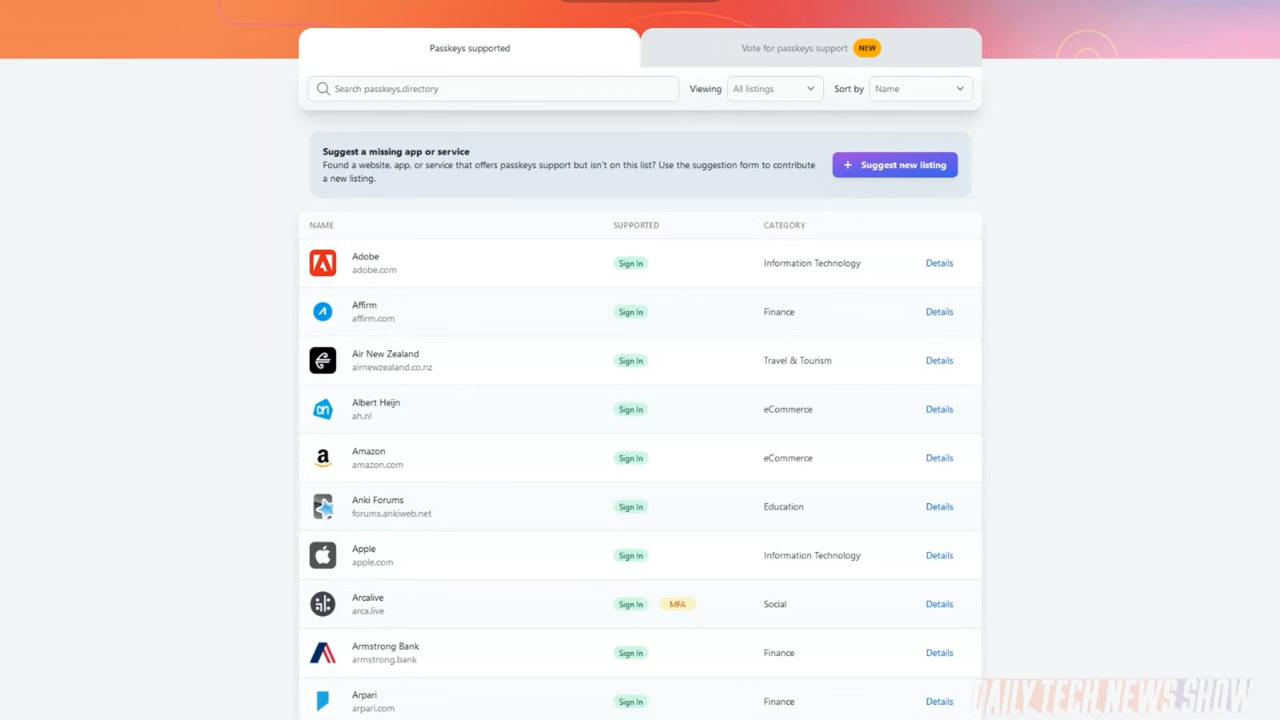 Passkeys supported
Vote for passkeys support NEW
Search passkeys.directory
Viewing All listings
Sort by Name
Suggest a missing app or service
Found a website, app, or service that offers passkeys support but isn't on this list? Use the suggestion form to contribute
a new listing.
+ Suggest new listing
NAME SUPPORTED CATEGORY
Adobe
adobe.com
Sign In
Information Technology
Details
Affirm
affirm.com
Sign In
Finance
Details
Air New Zealand
airnewzealand.co.nz
Sign In
Travel & Tourism
Details
Albert Heijn
ah.nl
Sign In
eCommerce
Details
Amazon
amazon.com
Sign In
eCommerce
Details
Anki Forums
forums.ankiweb.net
Sign In
Education
Details
Apple
apple.com
Sign In
Information Technology
Details
Arcalive
arca.live
Sign In MFA
Social
Details
Armstrong Bank
armstrong.bank
Sign In
Finance
Details
Arpari
arpari.com
Sign In
Finance
Details
DAILY TECH NEWS SHOW